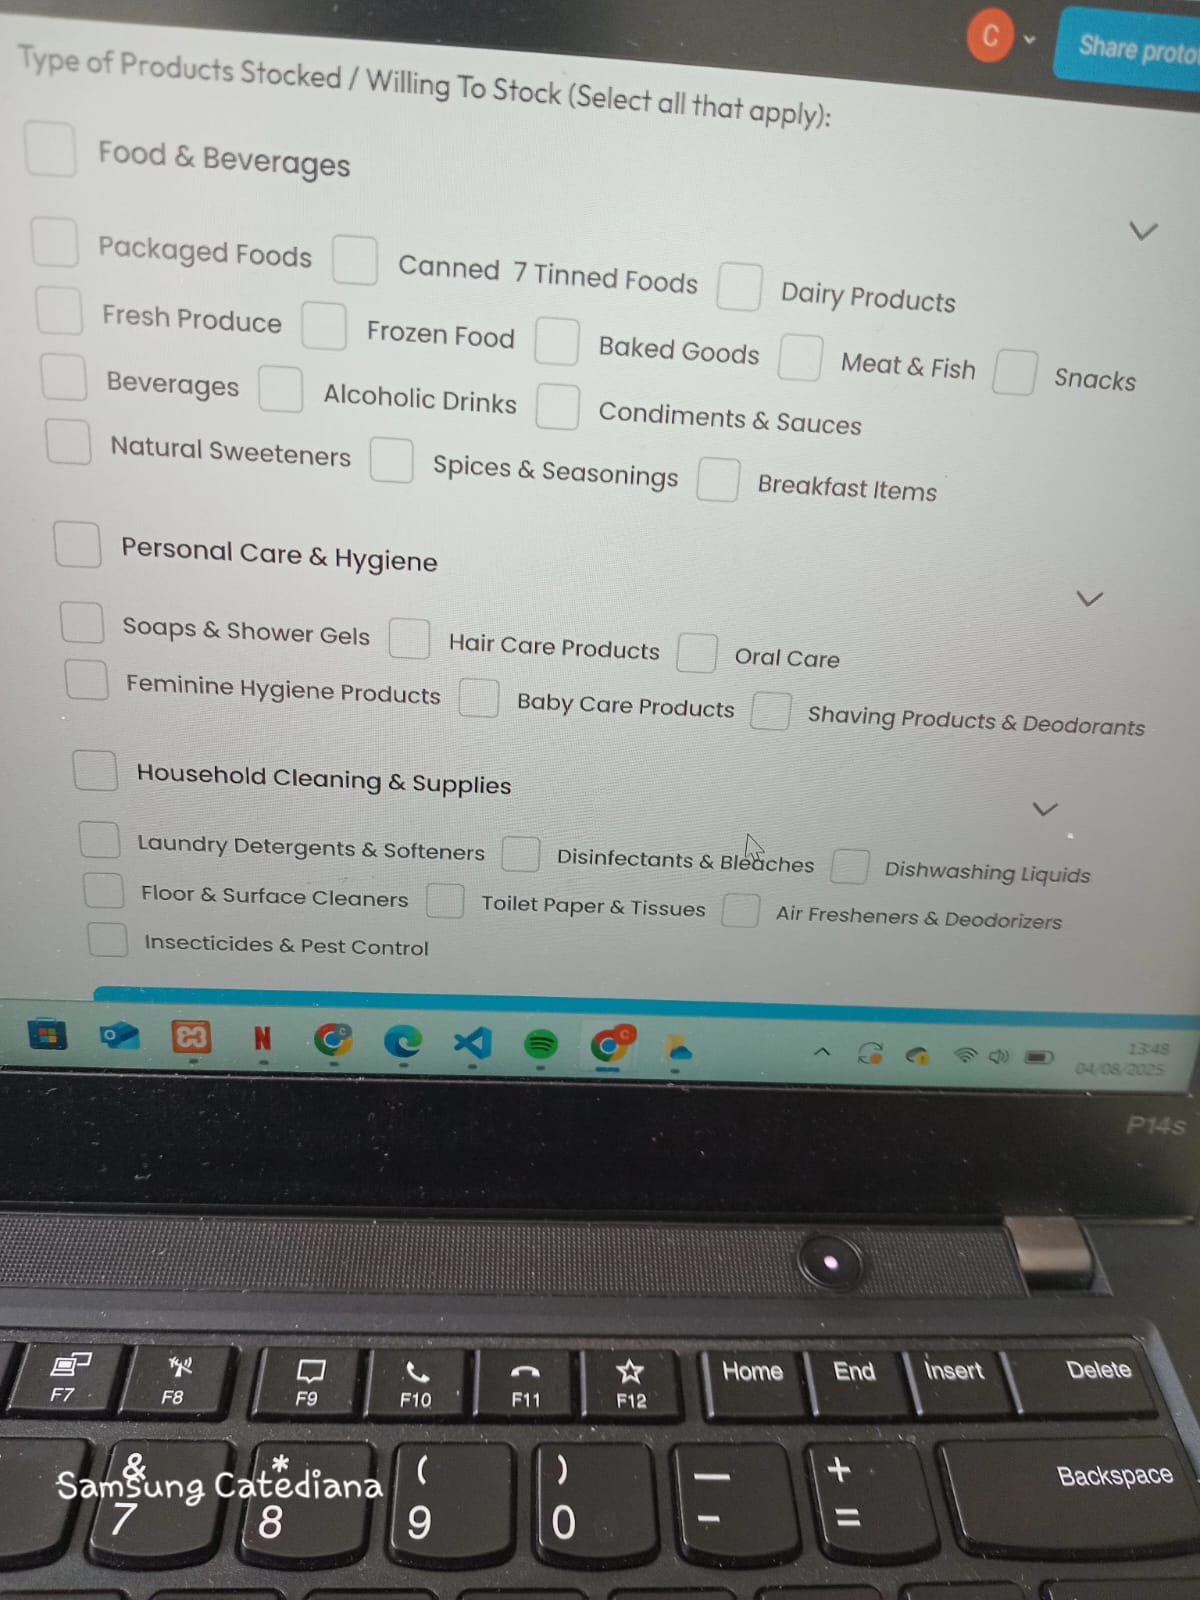 C
Share
Type of Products Stocked / Willing To Stock (Select all that apply):
Food & Beverages
Packaged Foods Canned 7 Tinned Foods Dairy Products
Fresh Produce Frozen Food Baked Goods Meat & Fish Snacks
Beverages Alcoholic Drinks Condiments & Sauces
Natural Sweeteners Spices & Seasonings Breakfast Items
Personal Care & Hygiene
Soaps & Shower Gels Hair Care Products Oral Care
Feminine Hygiene Products Baby Care Products Shaving Products & Deodorants
Household Cleaning & Supplies
Laundry Detergents & Softeners Disinfectants & Bleaches Dishwashing Liquids
Floor & Surface Cleaners Toilet Paper & Tissues Air Fresheners & Deodorizers
Insecticides & Pest Control
13:48
04/08/2025
P14s
F7 F8 F9 F10 F11 F12 Home End Insert Delete
& * ( ) — + Backspace
7 8 9 0 - =
Samsung Catediana